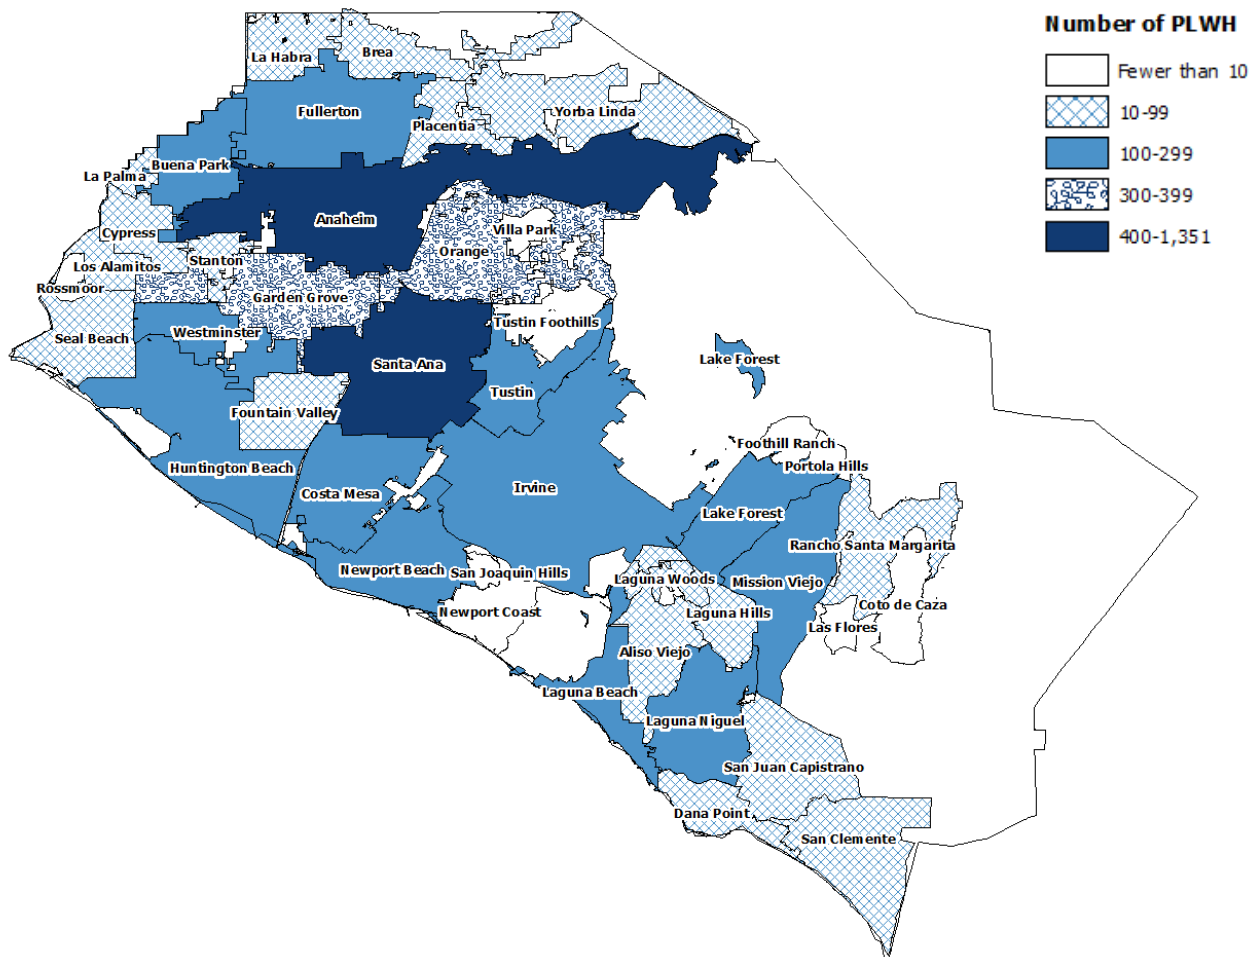 Number of PLWH
Fewer than 10
10-99
100-299
300-399
400-1,351
La Habra
Brea
Fullerton
Placentia
Yorba Linda
Buena Park
La Palma
Anaheim
Cypress
Villa Park
Orange
Stanton
Los Alamitos
Rossmoor
Garden Grove
Tustin Foothills
Seal Beach
Westminster
Santa Ana
Lake Forest
Tustin
Fountain Valley
Foothill Ranch
Portola Hills
Huntington Beach
Costa Mesa
Irvine
Lake Forest
Rancho Santa Margarita
Newport Beach
San Joaquin Hills
Laguna Woods
Mission Viejo
Newport Coast
Laguna Hills
Coto de Caza
Las Flores
Aliso Viejo
Laguna Beach
Laguna Niguel
San Juan Capistrano
Dana Point
San Clemente